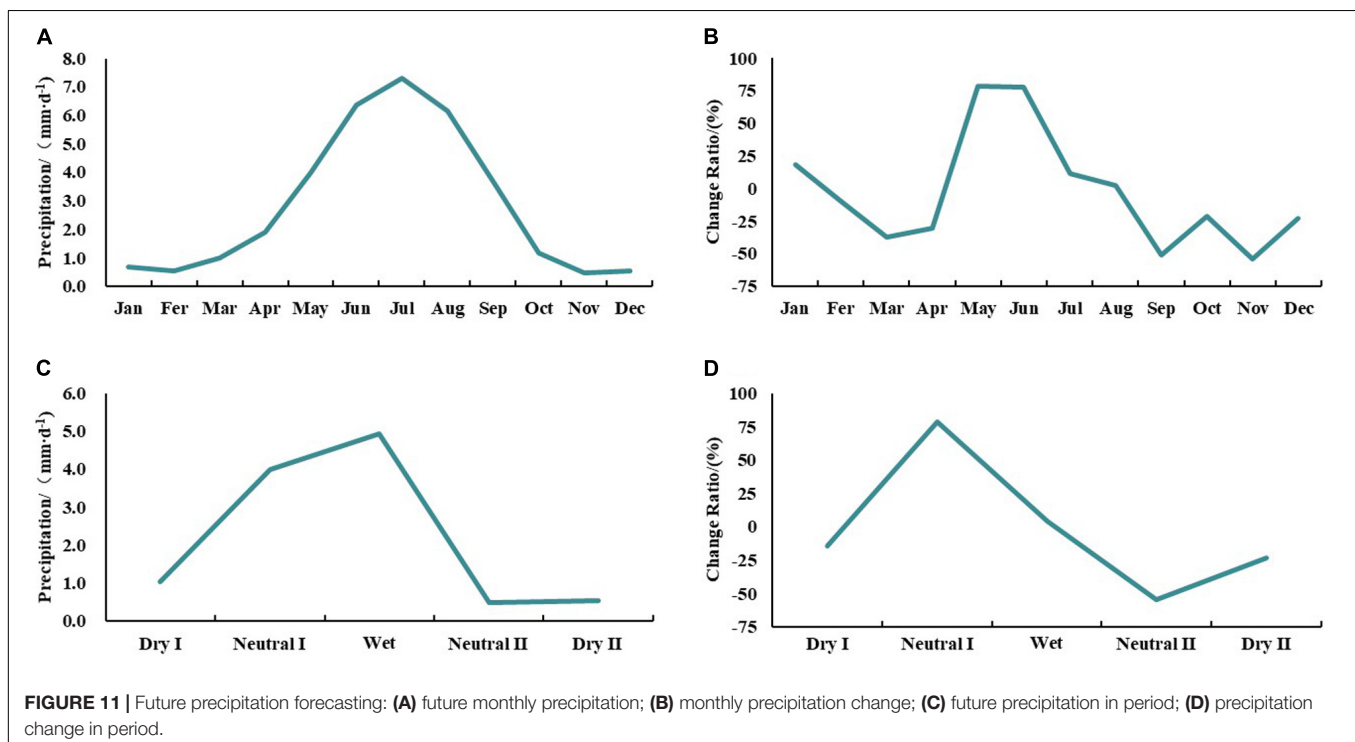 A
Precipitation/（mm·d-1)
8.0
7.0
6.0
5.0
4.0
3.0
2.0
1.0
0.0
Jan Fer Mar Apr May Jun Jul Aug Sep Oct Nov Dec
B
Change Ratio/(%)
100
75
50
25
0
-25
-50
-75
Jan Fer Mar Apr May Jun Jul Aug Sep Oct Nov Dec
C
Precipitation/（mm·d-1)
6.0
5.0
4.0
3.0
2.0
1.0
0.0
Dry I Neutral I Wet Neutral II Dry II
D
Change Ratio/(%)
100
75
50
25
0
-25
-50
-75
Dry I Neutral I Wet Neutral II Dry II
FIGURE 11 | Future precipitation forecasting: (A) future monthly precipitation; (B) monthly precipitation change; (C) future precipitation in period; (D) precipitation
change in period.